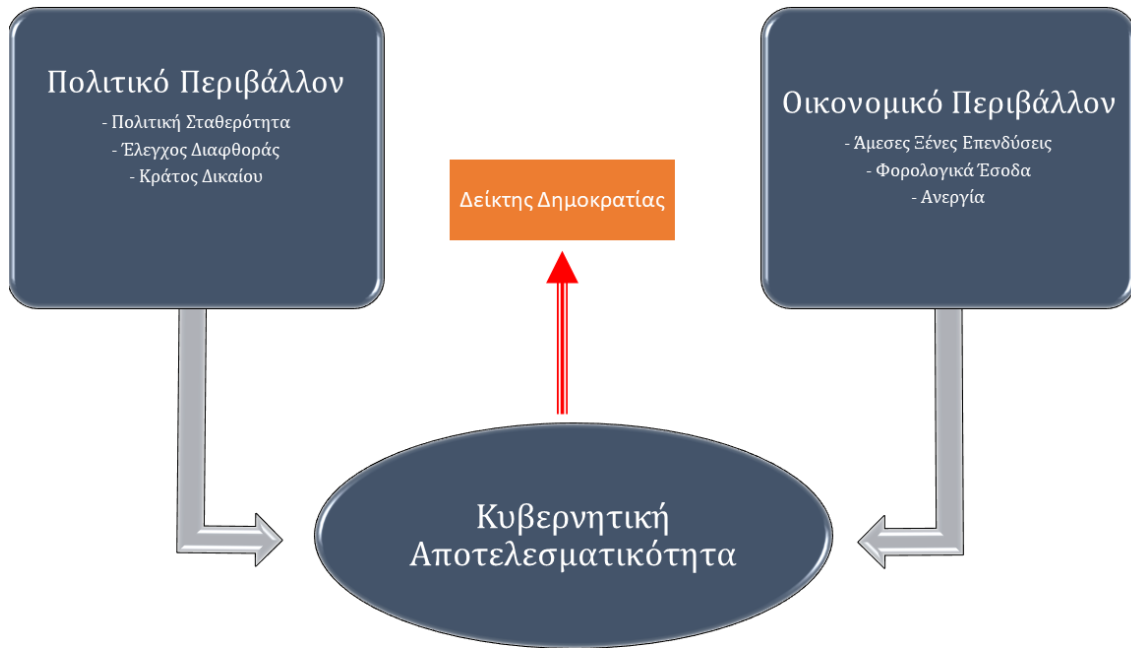 Πολιτικό Περιβάλλον
- Πολιτική Σταθερότητα
- Έλεγχος Διαφθοράς
- Κράτος Δικαίου
Οικονομικό Περιβάλλον
- Άμεσες Ξένες Επενδύσεις
- Φορολογικά Έσοδα
- Ανεργία
Δείκτης Δημοκρατίας
Κυβερνητική
Αποτελεσματικότητα